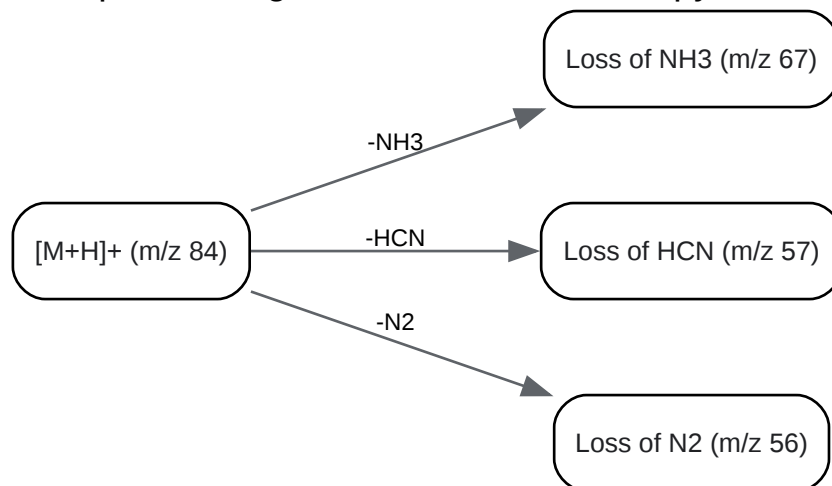 Loss of NH3 (m/z 67)
-NH3
[M+H]+ (m/z 84)
-HCN
Loss of HCN (m/z 57)
-N2
Loss of N2 (m/z 56)